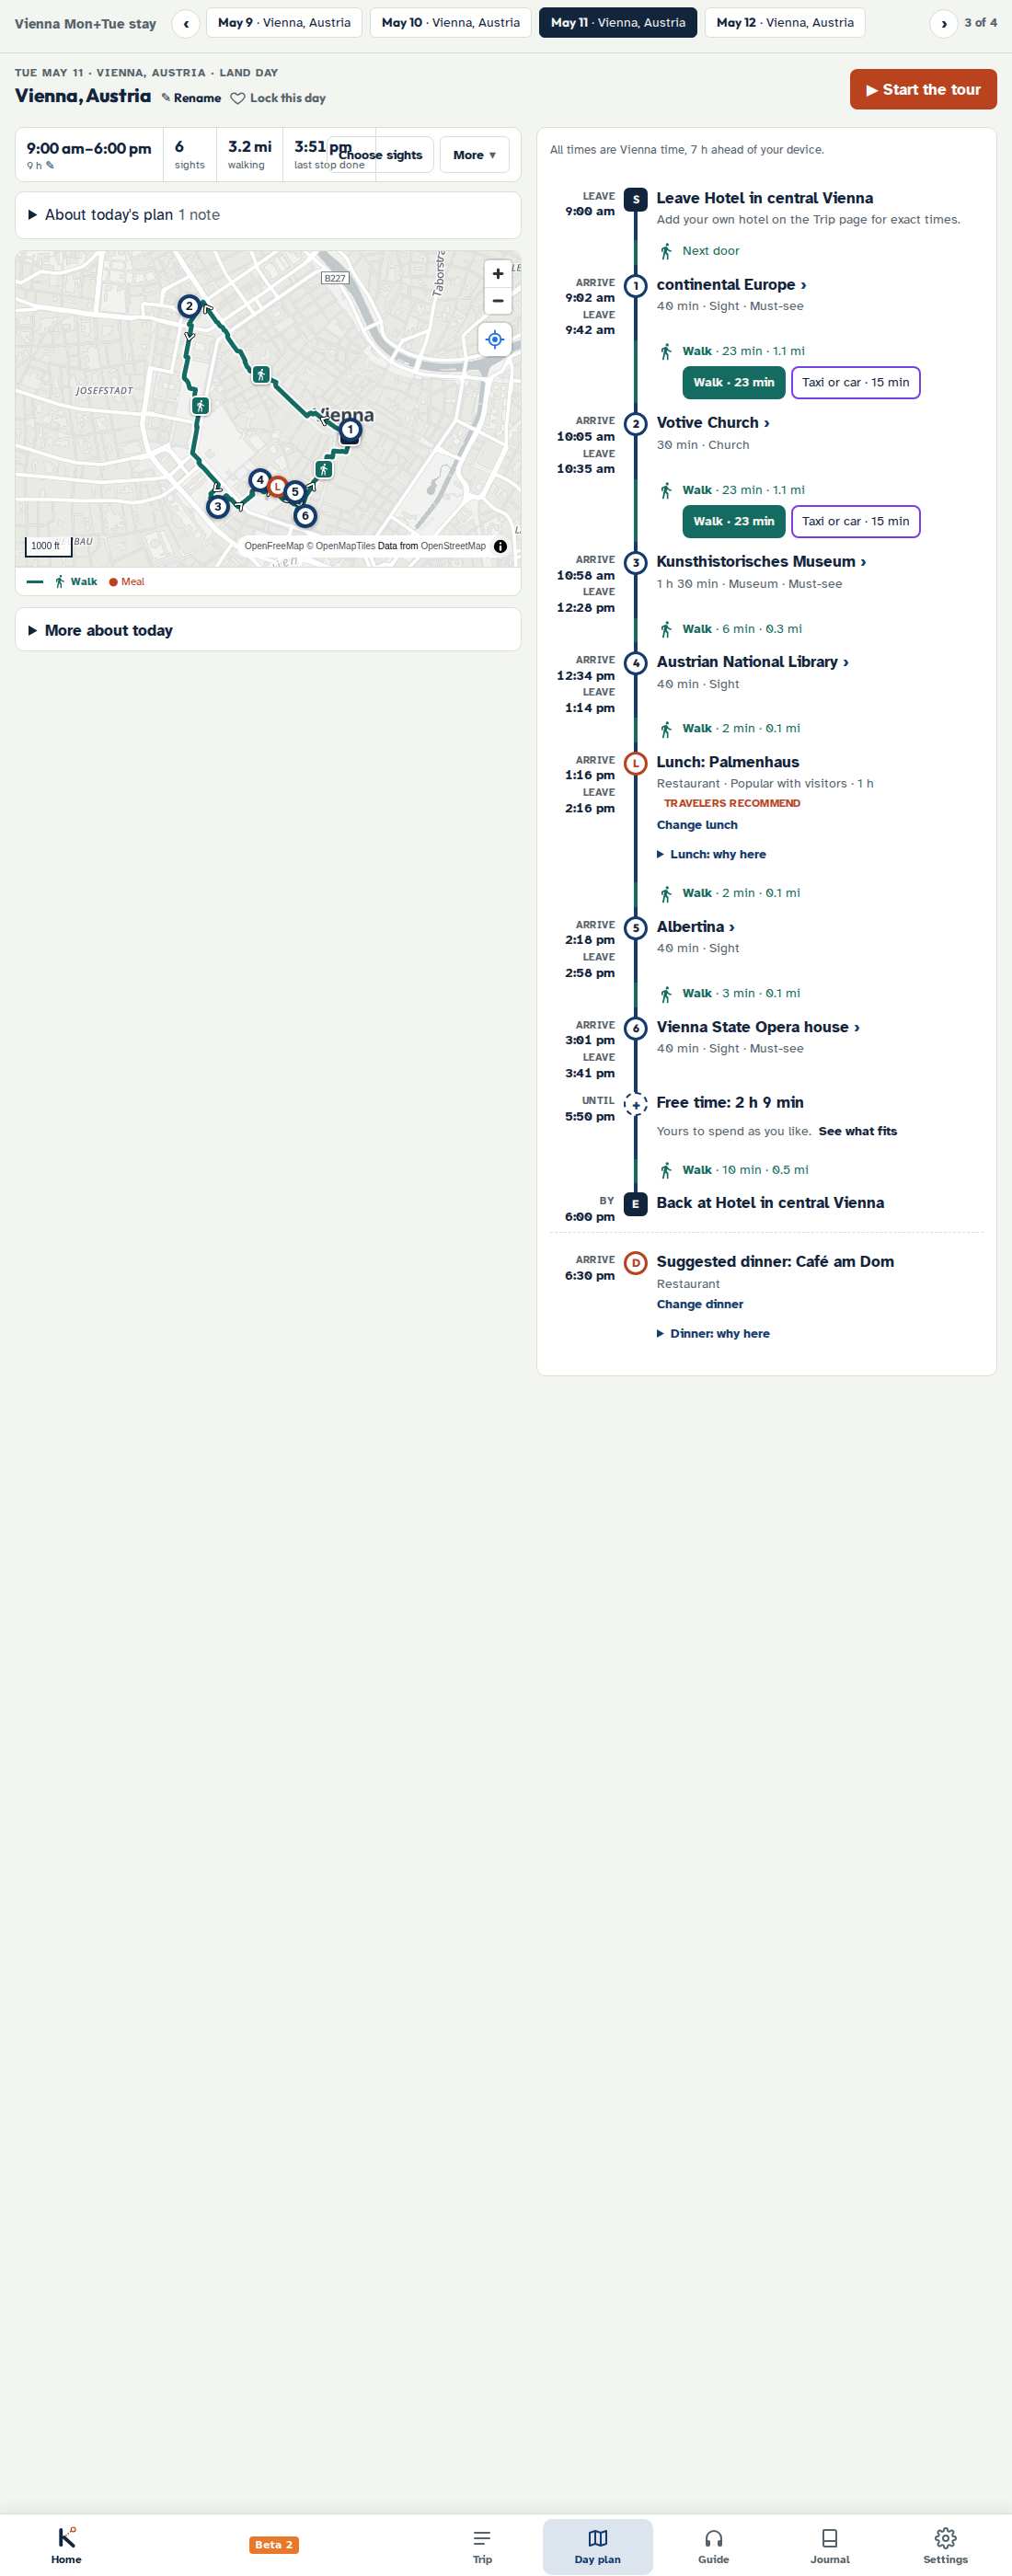 Vienna Mon+Tue stay
‹
May 9 · Vienna, Austria
May 10 · Vienna, Austria
May 11 · Vienna, Austria
May 12 · Vienna, Austria
›
3 of 4
TUE MAY 11 · VIENNA, AUSTRIA · LAND DAY
Vienna, Austria ✎ Rename Lock this day
▶ Start the tour
9:00 am–6:00 pm
9 h ✎
6
sights
3.2 mi
walking
3:51 pm
last stop done
Choose sights
More ▼
▶ About today's plan 1 note
B227
Taborstra
LE
JOSEFSTADT
Vienna
2
1
4
L
5
3
6
BAU
1000 ft
OpenFreeMap © OpenMapTiles Data from OpenStreetMap
Walk
Meal
▶ More about today
All times are Vienna time, 7 h ahead of your device.
LEAVE
9:00 am
S
Leave Hotel in central Vienna
Add your own hotel on the Trip page for exact times.
Next door
ARRIVE
9:02 am
LEAVE
9:42 am
1
continental Europe ›
40 min · Sight · Must-see
Walk · 23 min · 1.1 mi
Walk · 23 min
Taxi or car · 15 min
ARRIVE
10:05 am
LEAVE
10:35 am
2
Votive Church ›
30 min · Church
Walk · 23 min · 1.1 mi
Walk · 23 min
Taxi or car · 15 min
ARRIVE
10:58 am
LEAVE
12:28 pm
3
Kunsthistorisches Museum ›
1 h 30 min · Museum · Must-see
Walk · 6 min · 0.3 mi
ARRIVE
12:34 pm
LEAVE
1:14 pm
4
Austrian National Library ›
40 min · Sight
Walk · 2 min · 0.1 mi
ARRIVE
1:16 pm
LEAVE
2:16 pm
L
Lunch: Palmenhaus
Restaurant · Popular with visitors · 1 h
TRAVELERS RECOMMEND
Change lunch
▶ Lunch: why here
Walk · 2 min · 0.1 mi
ARRIVE
2:18 pm
LEAVE
2:58 pm
5
Albertina ›
40 min · Sight
Walk · 3 min · 0.1 mi
ARRIVE
3:01 pm
LEAVE
3:41 pm
6
Vienna State Opera house ›
40 min · Sight · Must-see
UNTIL
5:50 pm
+
Free time: 2 h 9 min
Yours to spend as you like. See what fits
Walk · 10 min · 0.5 mi
BY
6:00 pm
E
Back at Hotel in central Vienna
ARRIVE
6:30 pm
D
Suggested dinner: Café am Dom
Restaurant
Change dinner
▶ Dinner: why here
Home
Beta 2
Trip
Day plan
Guide
Journal
Settings